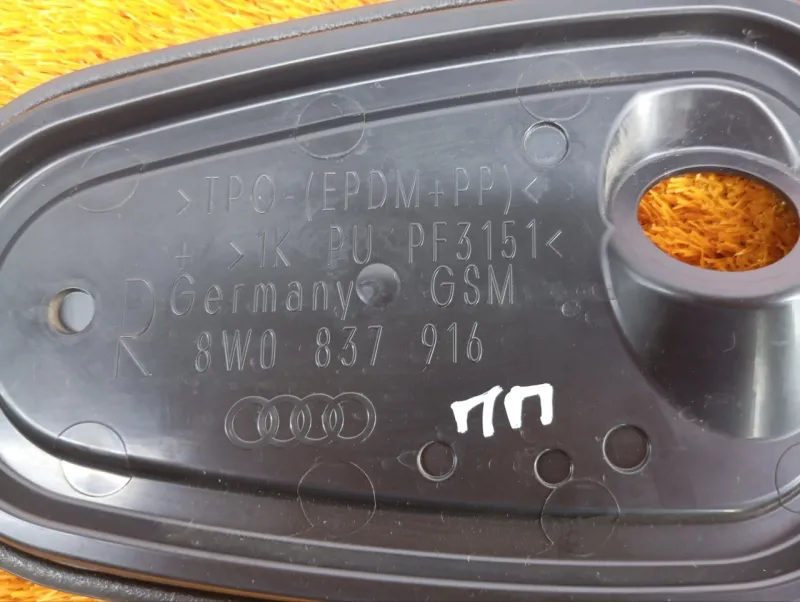 >TPO-(EPDM+PP)<
+ >1K PU PF3151<
Germany GSM
R
8W0 837 916
ПП